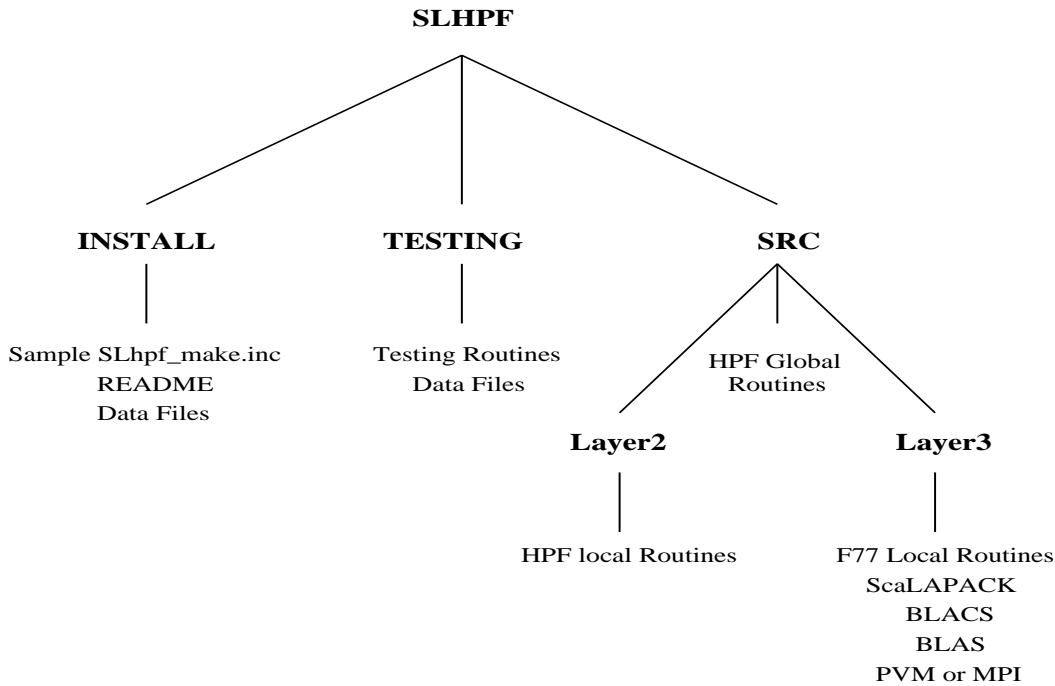 SLHPF
INSTALL
TESTING
SRC
Sample SLhpf_make.inc
README
Data Files
Testing Routines
Data Files
HPF Global
Routines
Layer2
Layer3
HPF local Routines
F77 Local Routines
ScaLAPACK
BLACS
BLAS
PVM or MPI